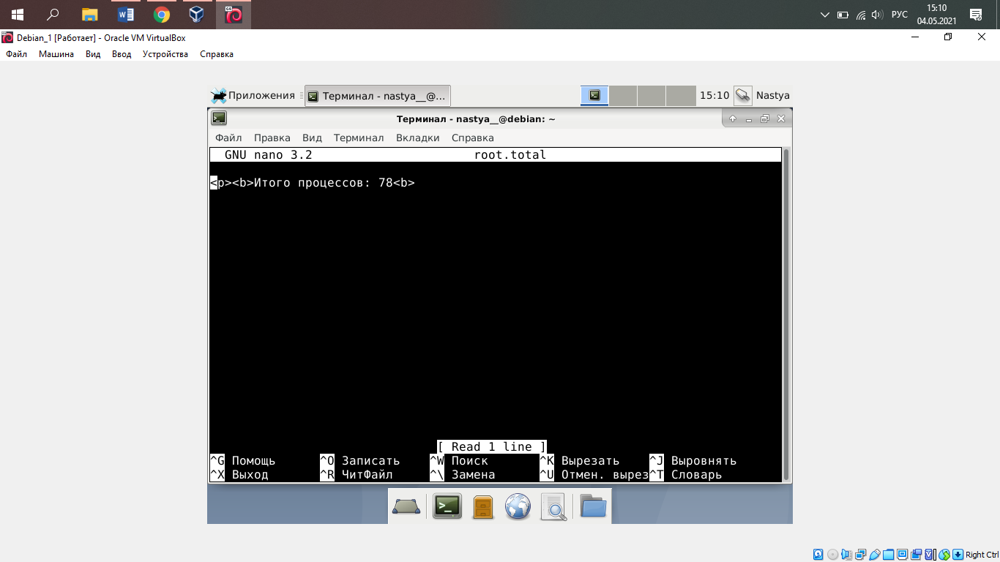 15:10
РУС
04.05.2021
Debian_1 [Работает] - Oracle VM VirtualBox
Файл Машина Вид Ввод Устройства Справка
Приложения Терминал - nastya__@... 15:10 Nastya
Терминал - nastya__@debian: ~
Файл Правка Вид Терминал Вкладки Справка
GNU nano 3.2 root.total
<p><b>Итого процессов: 78<b>
[ Read 1 line ]
^G Помощь ^O Записать ^W Поиск ^K Вырезать ^J Выровнять
^X Выход ^R ЧитФайл ^\ Замена ^U Отмен. вырез^T Словарь
Right Ctrl